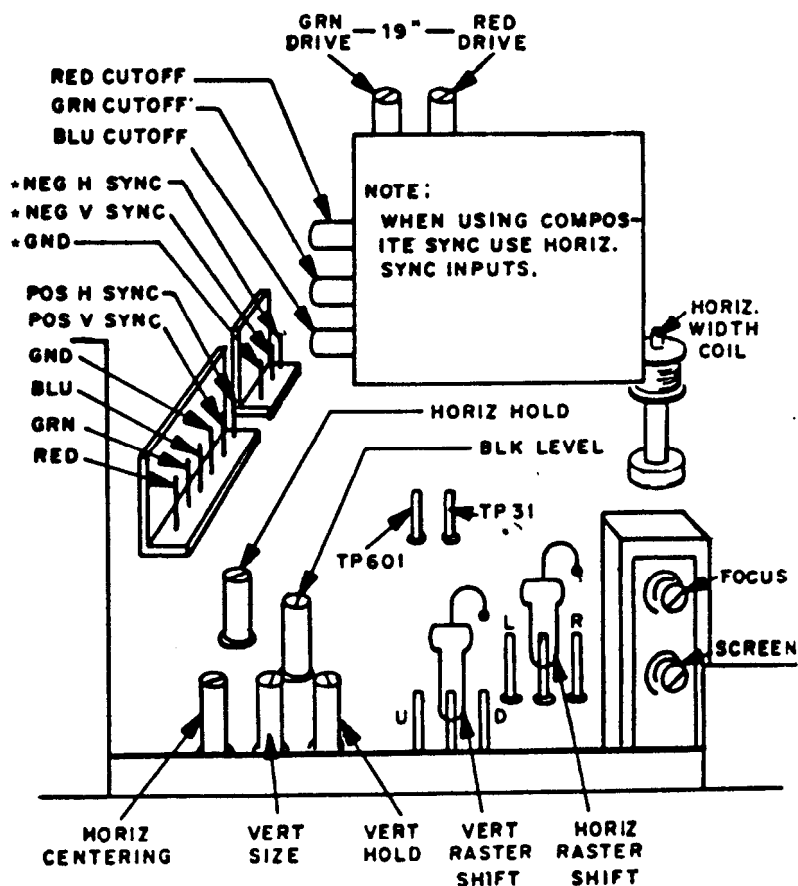 GRN DRIVE — 19" — RED DRIVE
RED CUTOFF
GRN CUTOFF
BLU CUTOFF
*NEG H SYNC
*NEG V SYNC
*GND
POS H SYNC
POS V SYNC
GND
BLU
GRN
RED
NOTE:
WHEN USING COMPOS-
ITE SYNC USE HORIZ.
SYNC INPUTS.
HORIZ.
WIDTH
COIL
HORIZ HOLD
BLK LEVEL
TP601
TP31
L
R
U
D
FOCUS
SCREEN
HORIZ
CENTERING
VERT
SIZE
VERT
HOLD
VERT
RASTER
SHIFT
HORIZ
RASTER
SHIFT